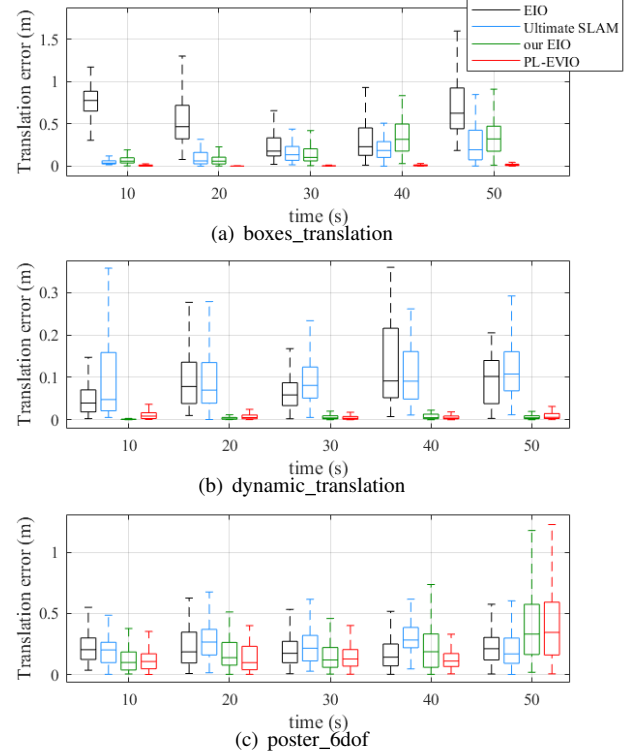 EIO
Ultimate SLAM
our EIO
PL-EVIO
Translation error (m)
1.5
1
0.5
0
10 20 30 40 50
time (s)
(a) boxes_translation
Translation error (m)
0.3
0.2
0.1
0
10 20 30 40 50
time (s)
(b) dynamic_translation
Translation error (m)
1
0.5
0
10 20 30 40 50
time (s)
(c) poster_6dof